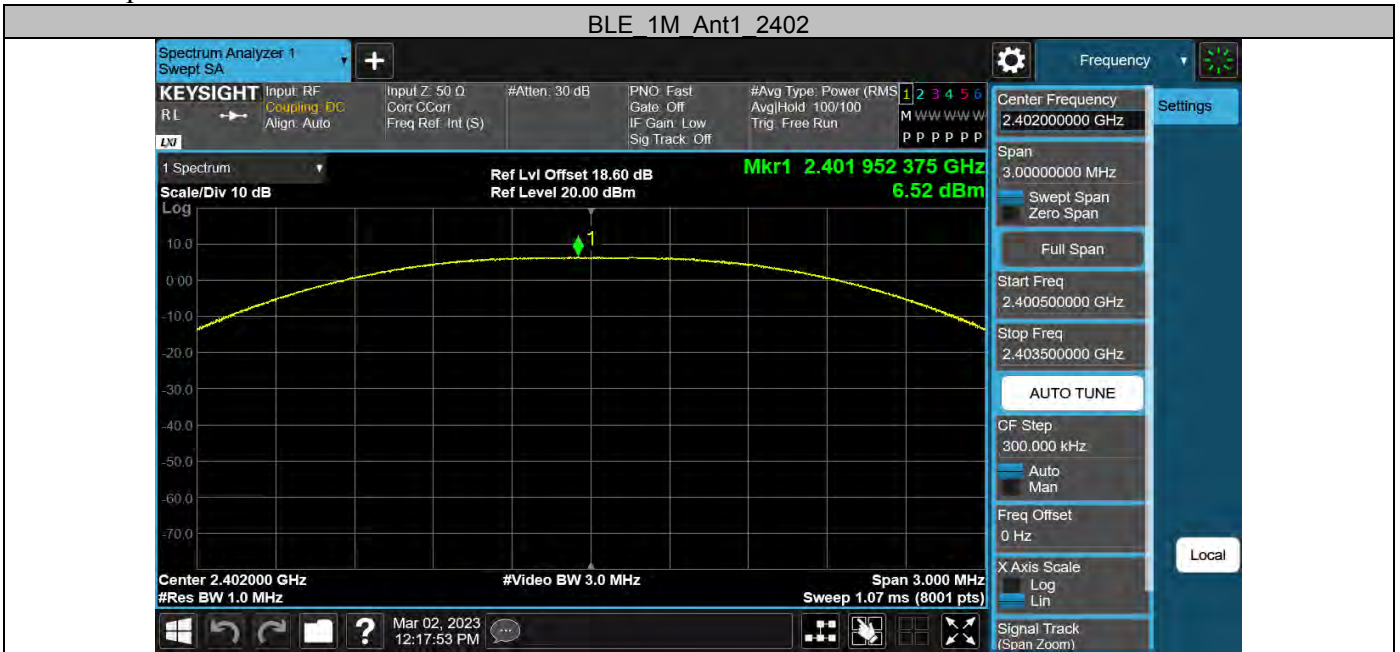 BLE_1M_Ant1_2402
Spectrum Analyzer 1
Swept SA
+
Frequency
KEYSIGHT
RL
LXI
Input: RF
Coupling: DC
Align: Auto
Input Z: 50 Ω
Corr CCorr
Freq Ref: Int (S)
#Atten: 30 dB
PNO: Fast
Gate: Off
IF Gain: Low
Sig Track: Off
#Avg Type: Power (RMS
Avg|Hold: 100/100
Trig: Free Run
1 2 3 4 5 6
M W W W W W
P P P P P P
1 Spectrum
Scale/Div 10 dB
Log
Ref Lvl Offset 18.60 dB
Ref Level 20.00 dBm
Mkr1 2.401 952 375 GHz
6.52 dBm
1
10.0
0.00
-10.0
-20.0
-30.0
-40.0
-50.0
-60.0
-70.0
Center 2.402000 GHz
#Res BW 1.0 MHz
#Video BW 3.0 MHz
Span 3.000 MHz
Sweep 1.07 ms (8001 pts)
?
Mar 02, 2023
12:17:53 PM
Center Frequency
2.402000000 GHz
Span
3.00000000 MHz
Swept Span
Zero Span
Full Span
Start Freq
2.400500000 GHz
Stop Freq
2.403500000 GHz
AUTO TUNE
CF Step
300.000 kHz
Auto
Man
Freq Offset
0 Hz
X Axis Scale
Log
Lin
Signal Track
(Span Zoom)
Settings
Local